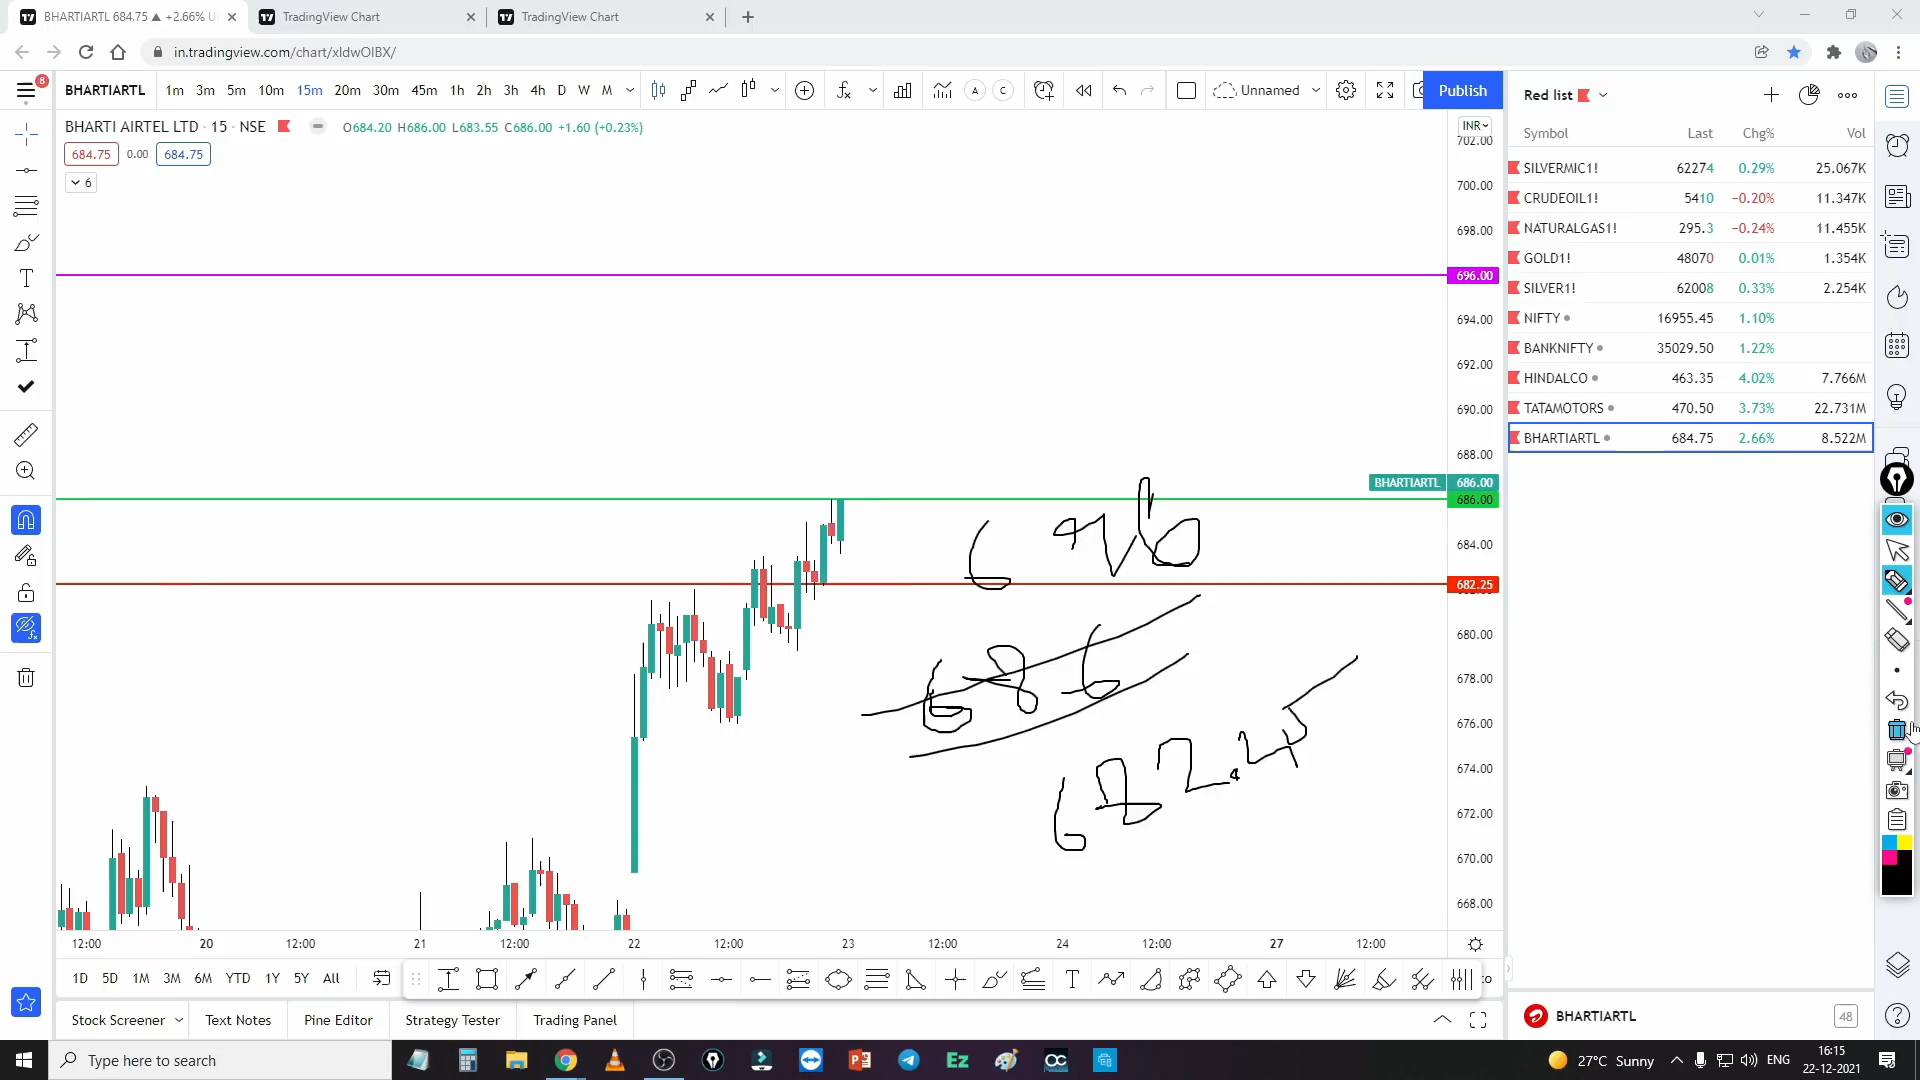 BHARTIARTL 684.75 ▲ +2.66% U
TradingView Chart
TradingView Chart
in.tradingview.com/chart/xldwOlBX/
8
BHARTIARTL 1m 3m 5m 10m 15m 20m 30m 45m 1h 2h 3h 4h D W M
A C
Unnamed
Publish
BHARTI AIRTEL LTD · 15 · NSE
O684.20 H686.00 L683.55 C686.00 +1.60 (+0.23%)
684.75 0.00 684.75
6
INR
702.00
700.00
698.00
696.00
694.00
692.00
690.00
688.00
BHARTIARTL 686.00
686.00
684.00
682.25
680.00
678.00
676.00
674.00
672.00
670.00
668.00
696
686
682.25
12:00 20 12:00 21 12:00 22 12:00 23 12:00 24 12:00 27 12:00
1D 5D 1M 3M 6M YTD 1Y 5Y All
Stock Screener Text Notes Pine Editor Strategy Tester Trading Panel
Red list
Symbol Last Chg% Vol
SILVERMIC1! 62274 0.29% 25.067K
CRUDEOIL1! 5410 −0.20% 11.347K
NATURALGAS1! 295.3 −0.24% 11.455K
GOLD1! 48070 0.01% 1.354K
SILVER1! 62008 0.33% 2.254K
NIFTY 16955.45 1.10%
BANKNIFTY 35029.50 1.22%
HINDALCO 463.35 4.02% 7.766M
TATAMOTORS 470.50 3.73% 22.731M
BHARTIARTL 684.75 2.66% 8.522M
BHARTIARTL 48
Type here to search
Ez
27°C Sunny
ENG
16:15
22-12-2021